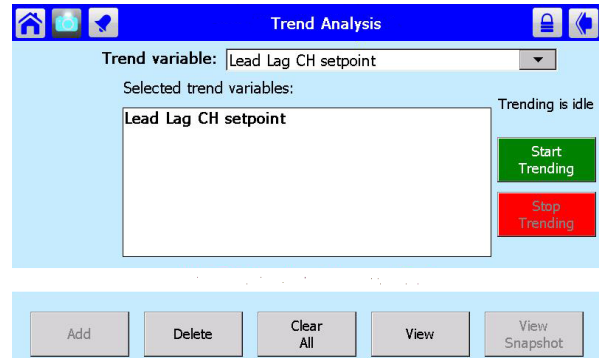 Trend Analysis
Trend variable: Lead Lag CH setpoint
Selected trend variables:
Trending is idle
Lead Lag CH setpoint
Start
Trending
Stop
Trending
Add
Delete
Clear
All
View
View
Snapshot